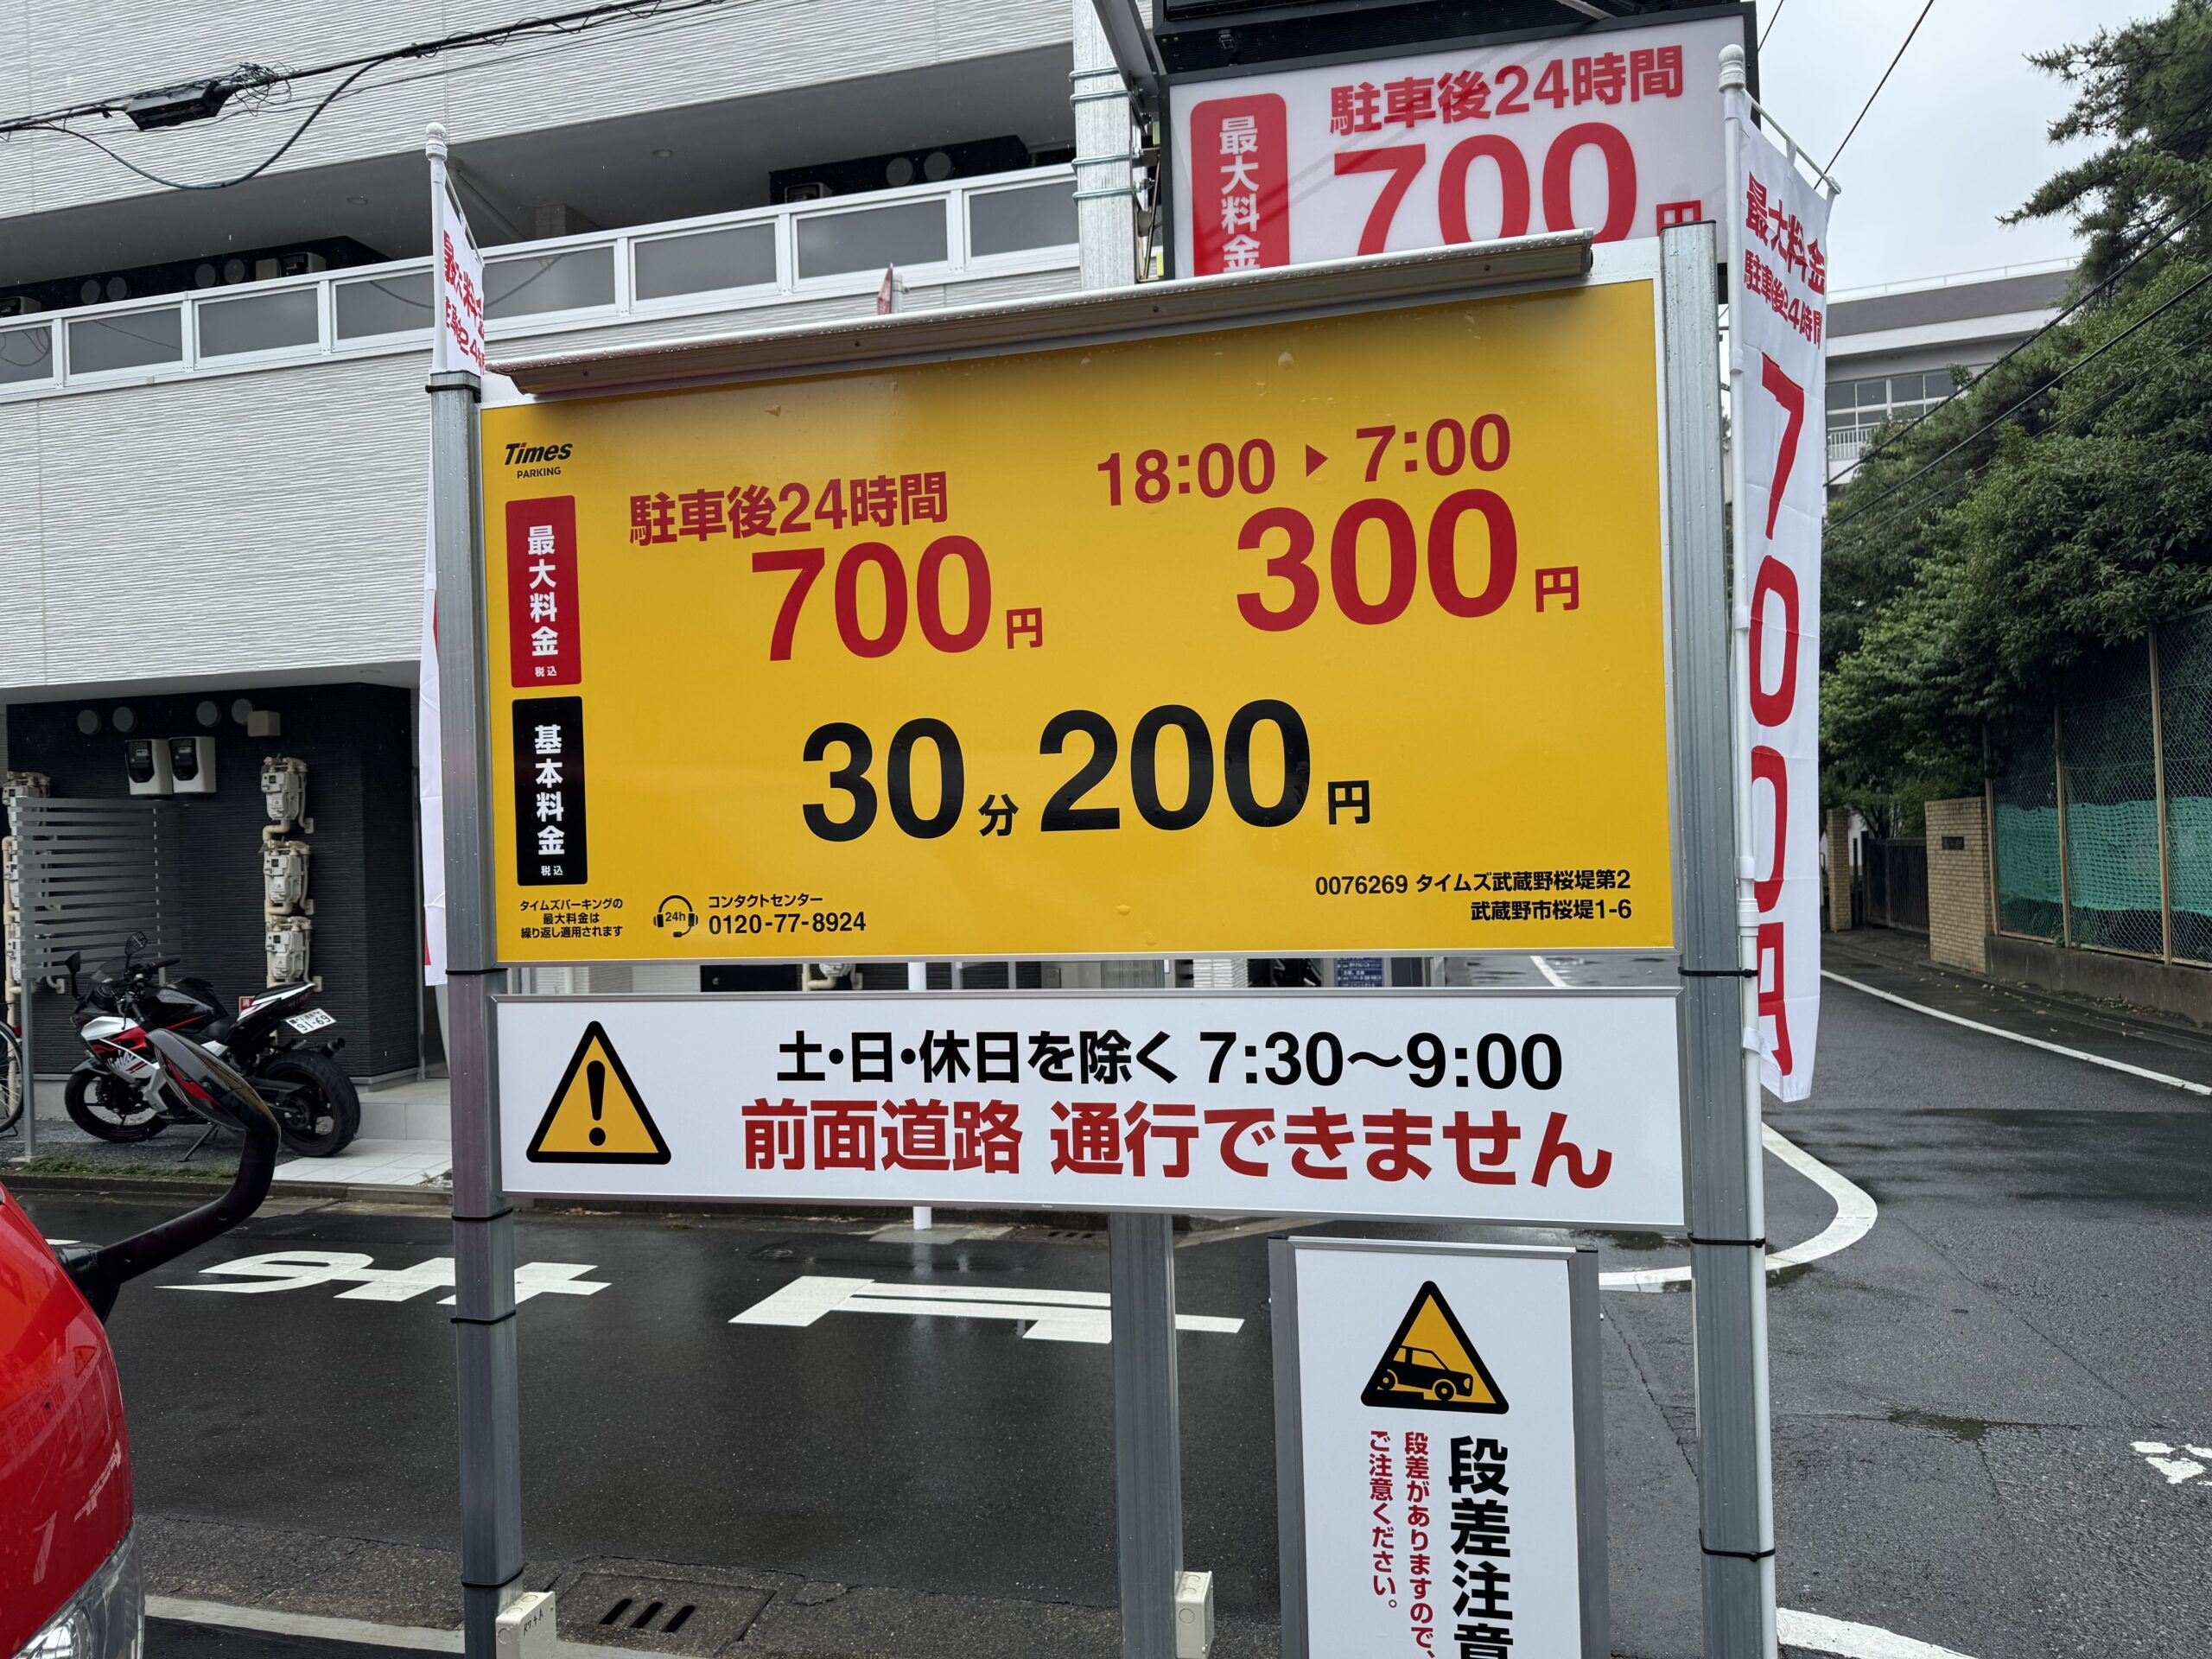 駐車後24時間
最大料金
700円
最大料金
駐車後24時間
700円
Times
PARKING
最大料金
税込
駐車後24時間
700円
18:00▶7:00
300円
基本料金
税込
30分200円
タイムズパーキングの
最大料金は
繰り返し適用されます
24h
コンタクトセンター
0120-77-8924
0076269 タイムズ武蔵野桜堤第2
武蔵野市桜堤1-6
土・日・休日を除く 7:30～9:00
前面道路 通行できません
段差注意
段差がありますので、
ご注意ください。
91-69